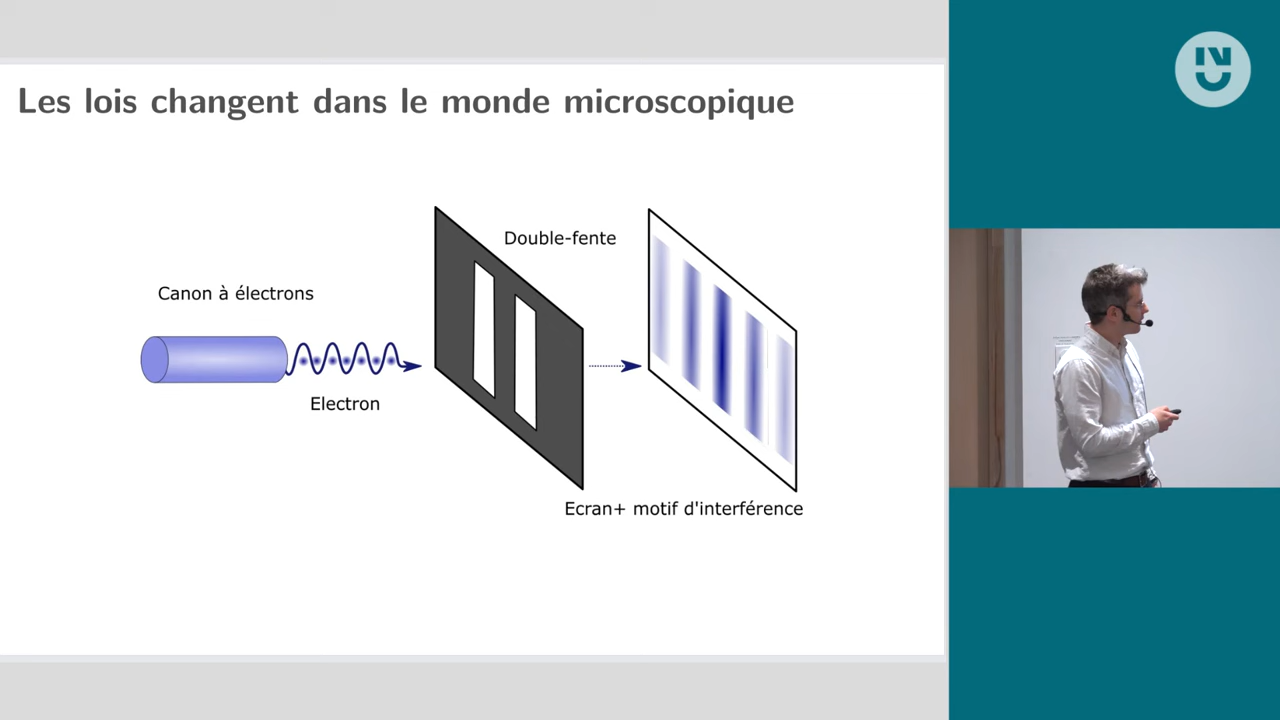 Les lois changent dans le monde microscopique
Double-fente
Canon à électrons
Electron
Ecran+ motif d'interférence